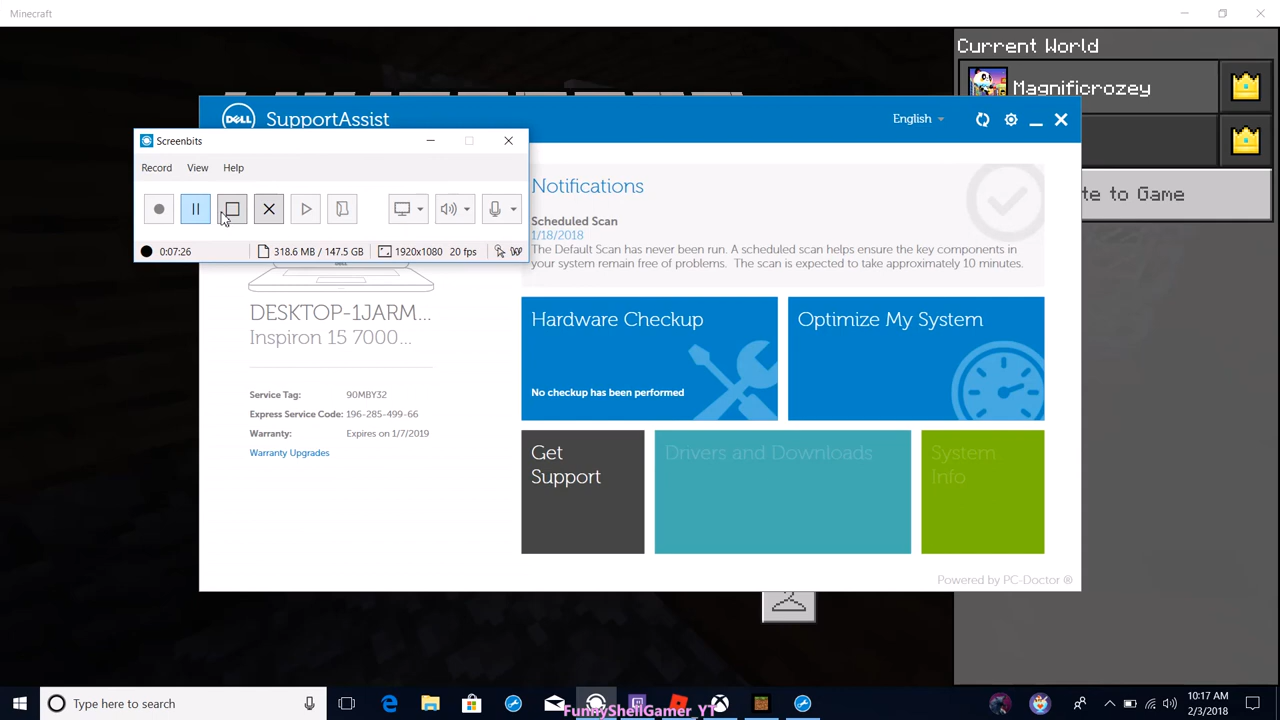 Minecraft
Current World
Magnificrozey
te to Game
DELL
SupportAssist
English
Screenbits
Record View Help
0:07:26
318.6 MB / 147.5 GB
1920x1080 20 fps
Notifications
Scheduled Scan
1/18/2018
The Default Scan has never been run. A scheduled scan helps ensure the key components in
your system remain free of problems. The scan is expected to take approximately 10 minutes.
DESKTOP-1JARM...
Inspiron 15 7000...
Service Tag: 90MBY32
Express Service Code: 196-285-499-66
Warranty: Expires on 1/7/2019
Warranty Upgrades
Hardware Checkup
No checkup has been performed
Optimize My System
Get
Support
Drivers and Downloads
System
Info
Powered by PC-Doctor ®
Type here to search
FunnyShellGamer_YT
10:17 AM
2/3/2018